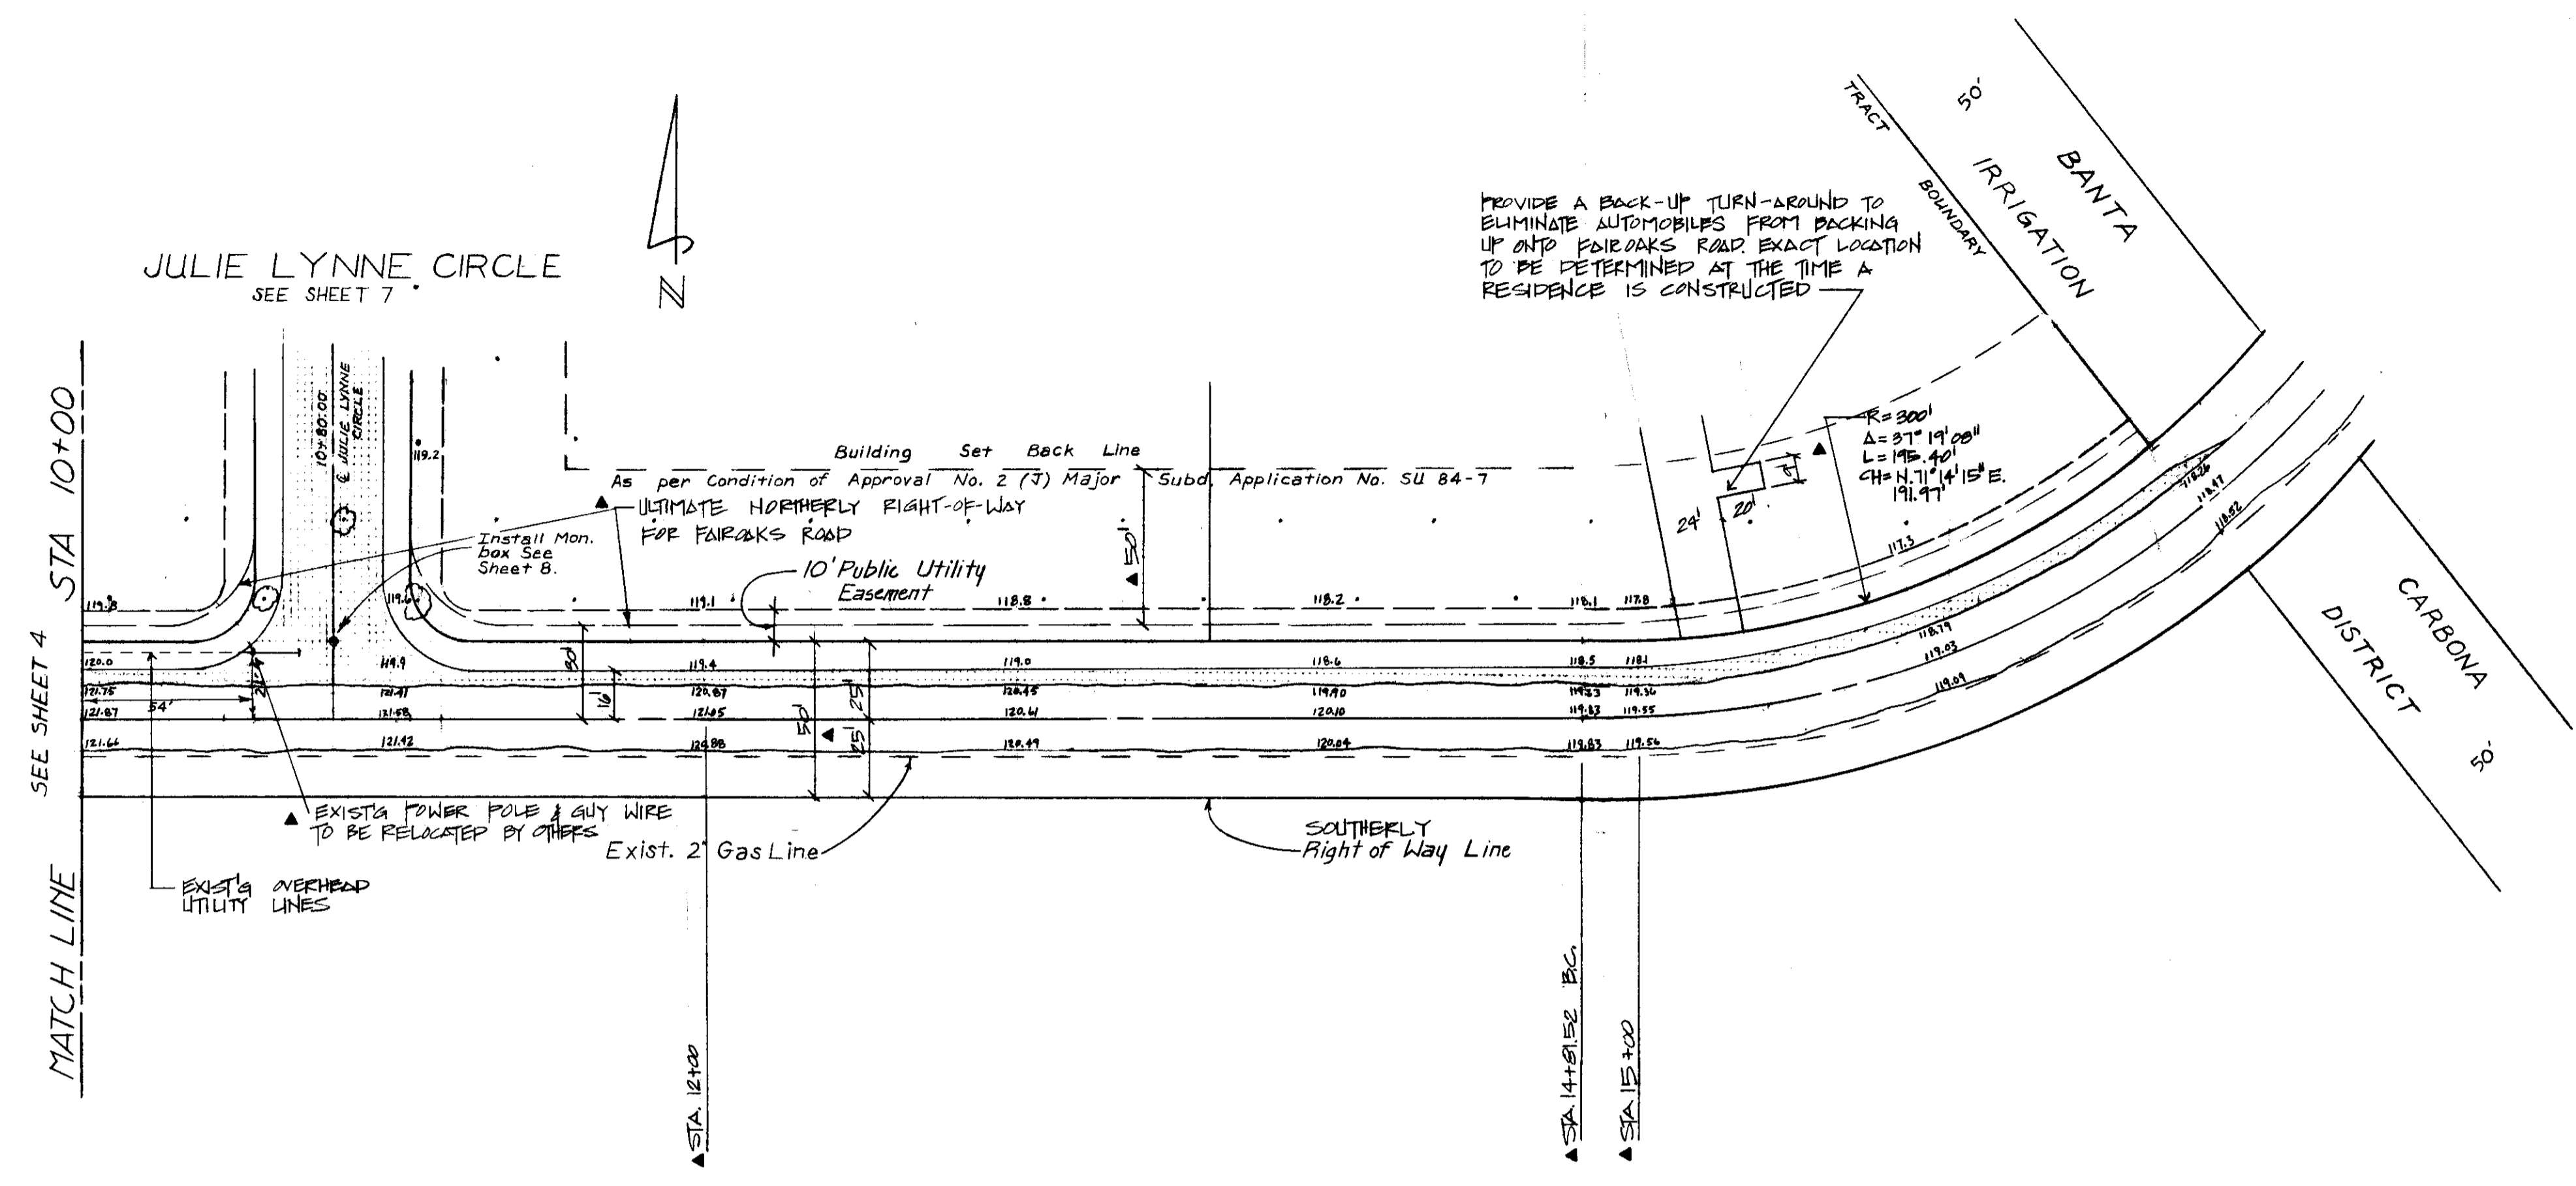 JULIE LYNNE CIRCLE
SEE SHEET 7
N
PROVIDE A BACK-UP TURN-AROUND TO
ELIMINATE AUTOMOBILES FROM BACKING
UP ONTO FAIROAKS ROAD. EXACT LOCATION
TO BE DETERMINED AT THE TIME A
RESIDENCE IS CONSTRUCTED
TRACT BOUNDARY
50'
BANTA
IRRIGATION
CARBONA
DISTRICT
50'
R=300'
Δ=37°19'08"
L=195.40'
CH=N.71°14'15"E.
191.97'
24'
20'
MATCH LINE STA 10+00
SEE SHEET 4
10+80.00
℄ JULIE LYNNE
CIRCLE
119.2
Building Set Back Line
As per Condition of Approval No. 2 (J) Major Subd. Application No. SU 84-7
ULTIMATE NORTHERLY RIGHT-OF-WAY
FOR FAIROAKS ROAD
Install Mon.
box See
Sheet 8.
10' Public Utility
Easement
50'
119.8
119.1
118.8
118.2
118.1
117.8
117.3
120.0
119.9
119.4
119.0
118.6
118.5
118.1
121.75
121.41
120.87
120.45
119.90
119.36
54'
121.87
121.58
121.05
120.61
120.10
119.83
119.55
121.66
121.42
120.88
120.49
120.04
119.83
119.56
118.26
118.47
118.52
118.79
119.03
119.09
16'
50'
25'
25'
EXIST'G POWER POLE & GUY WIRE
TO BE RELOCATED BY OTHERS
Exist. 2" Gas Line
SOUTHERLY
Right of Way Line
EXIST'G OVERHEAD
UTILITY LINES
STA. 12+00
STA. 14+81.52 B.C.
STA 15+00